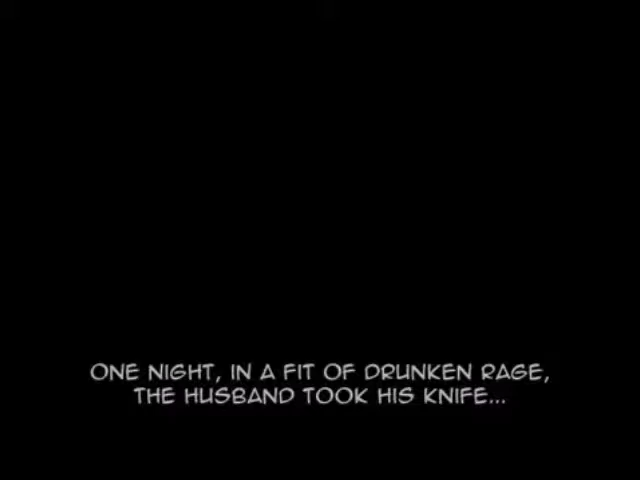 ONE NIGHT, IN A FIT OF DRUNKEN RAGE,
THE HUSBAND TOOK HIS KNIFE...